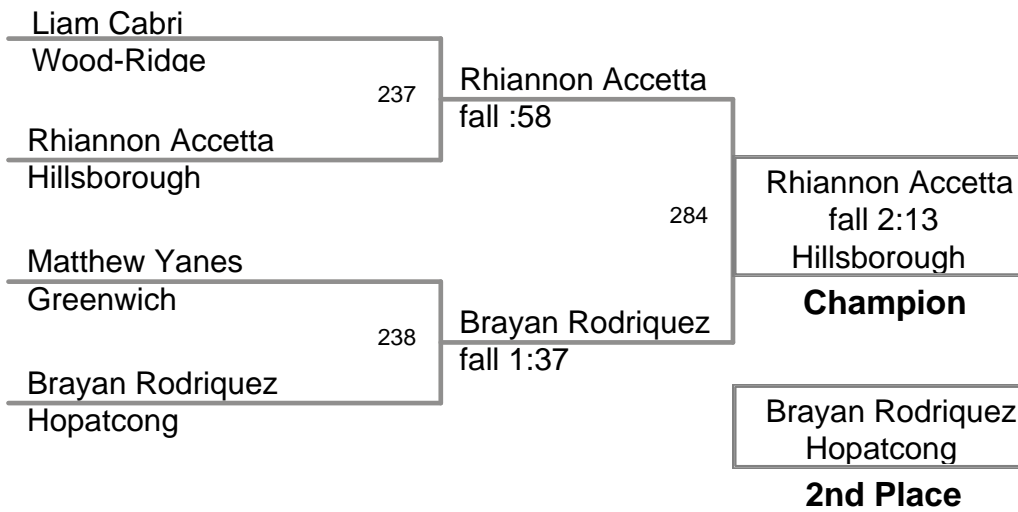 Liam Cabri
Wood-Ridge
237
Rhiannon Accetta
fall :58
Rhiannon Accetta
Hillsborough
284
Rhiannon Accetta
fall 2:13
Hillsborough
Champion
Matthew Yanes
Greenwich
238
Brayan Rodriquez
fall 1:37
Brayan Rodriquez
Hopatcong
Brayan Rodriquez
Hopatcong
2nd Place